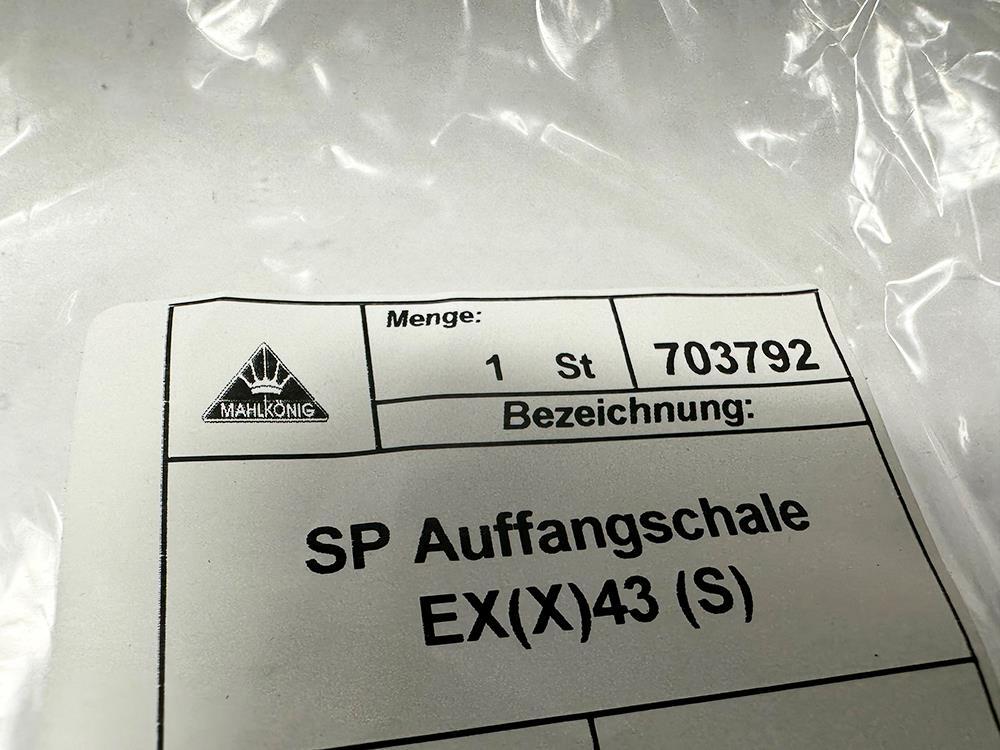 MAHLKÖNIG
Menge:
1 St
703792
Bezeichnung:
SP Auffangschale
EX(X)43 (S)